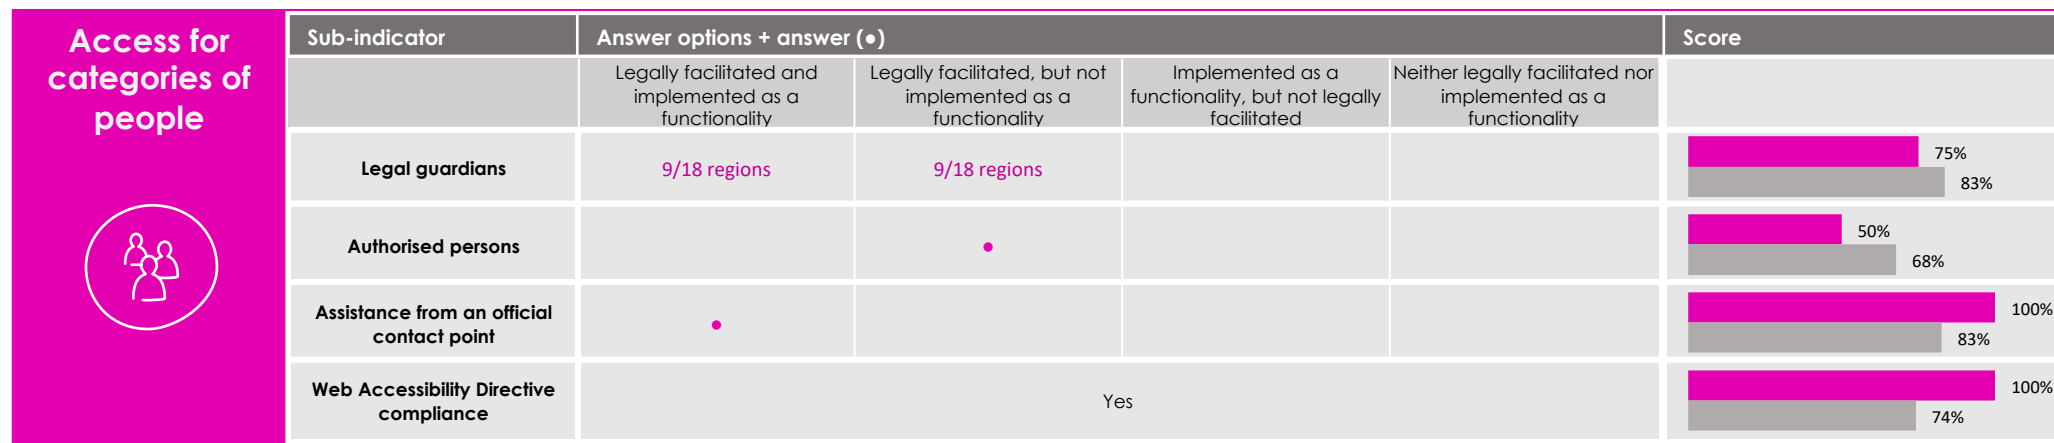 Access for
categories of
people
Sub-indicator
Answer options + answer (●)
Score
Legally facilitated and
implemented as a
functionality
Legally facilitated, but not
implemented as a
functionality
Implemented as a
functionality, but not legally
facilitated
Neither legally facilitated nor
implemented as a
functionality
Legal guardians
9/18 regions
9/18 regions
75%
83%
Authorised persons
●
50%
68%
Assistance from an official
contact point
●
100%
83%
Web Accessibility Directive
compliance
Yes
100%
74%